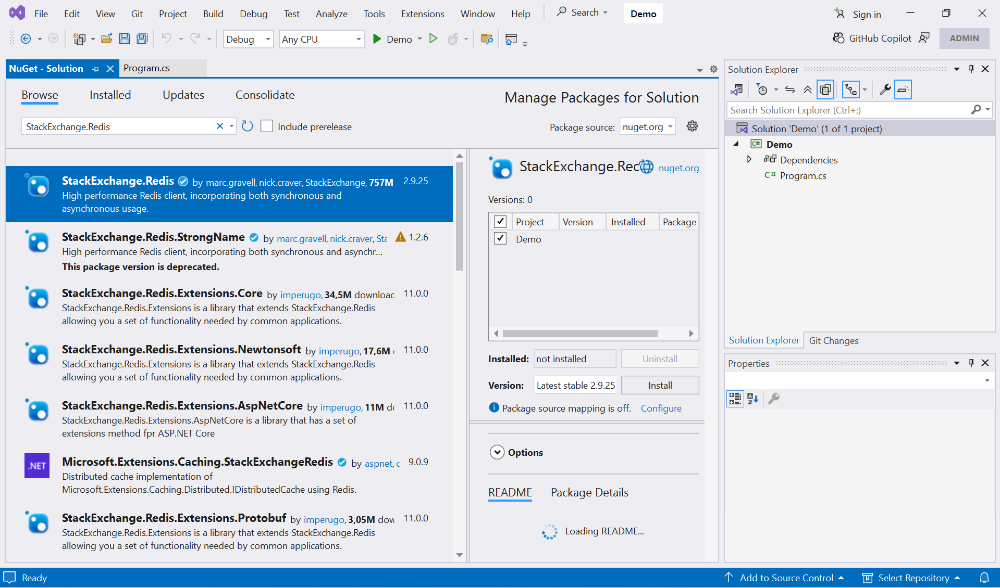 File Edit View Git Project Build Debug Test Analyze Tools Extensions Window Help Search Demo Sign in
Debug Any CPU Demo GitHub Copilot ADMIN
NuGet - Solution Program.cs
Browse Installed Updates Consolidate
Manage Packages for Solution
StackExchange.Redis Include prerelease Package source: nuget.org
StackExchange.Redis by marc.gravell, nick.craver, StackExchange, 757M 2.9.25
High performance Redis client, incorporating both synchronous and
asynchronous usage.
StackExchange.Redis.StrongName by marc.gravell, nick.craver, Sta 1.2.6
High performance Redis client, incorporating both synchronous and asynchr...
This package version is deprecated.
StackExchange.Redis.Extensions.Core by imperugo, 34,5M download 11.0.0
StackExchange.Redis.Extensions is a library that extends StackExchange.Redis
allowing you a set of functionality needed by common applications.
StackExchange.Redis.Extensions.Newtonsoft by imperugo, 17,6M 11.0.0
StackExchange.Redis.Extensions is a library that extends StackExchange.Redis
allowing you a set of functionality needed by common applications.
StackExchange.Redis.Extensions.AspNetCore by imperugo, 11M do 11.0.0
StackExchange.Redis.Extensions.AspNetCore is a library that has a set of
extensions method fpr ASP.NET Core
.NET
Microsoft.Extensions.Caching.StackExchangeRedis by aspnet, 9.0.9
Distributed cache implementation of
Microsoft.Extensions.Caching.Distributed.IDistributedCache using Redis.
StackExchange.Redis.Extensions.Protobuf by imperugo, 3,05M dow 11.0.0
StackExchange.Redis.Extensions is a library that extends StackExchange.Redis
allowing you a set of functionality needed by common applications.
StackExchange.Rec nuget.org
Versions: 0
Project Version Installed Package
Demo
Installed: not installed Uninstall
Version: Latest stable 2.9.25 Install
Package source mapping is off. Configure
Options
README Package Details
Loading README...
Solution Explorer
Search Solution Explorer (Ctrl+;)
Solution 'Demo' (1 of 1 project)
C# Demo
Dependencies
C# Program.cs
Solution Explorer Git Changes
Properties
Ready Add to Source Control Select Repository